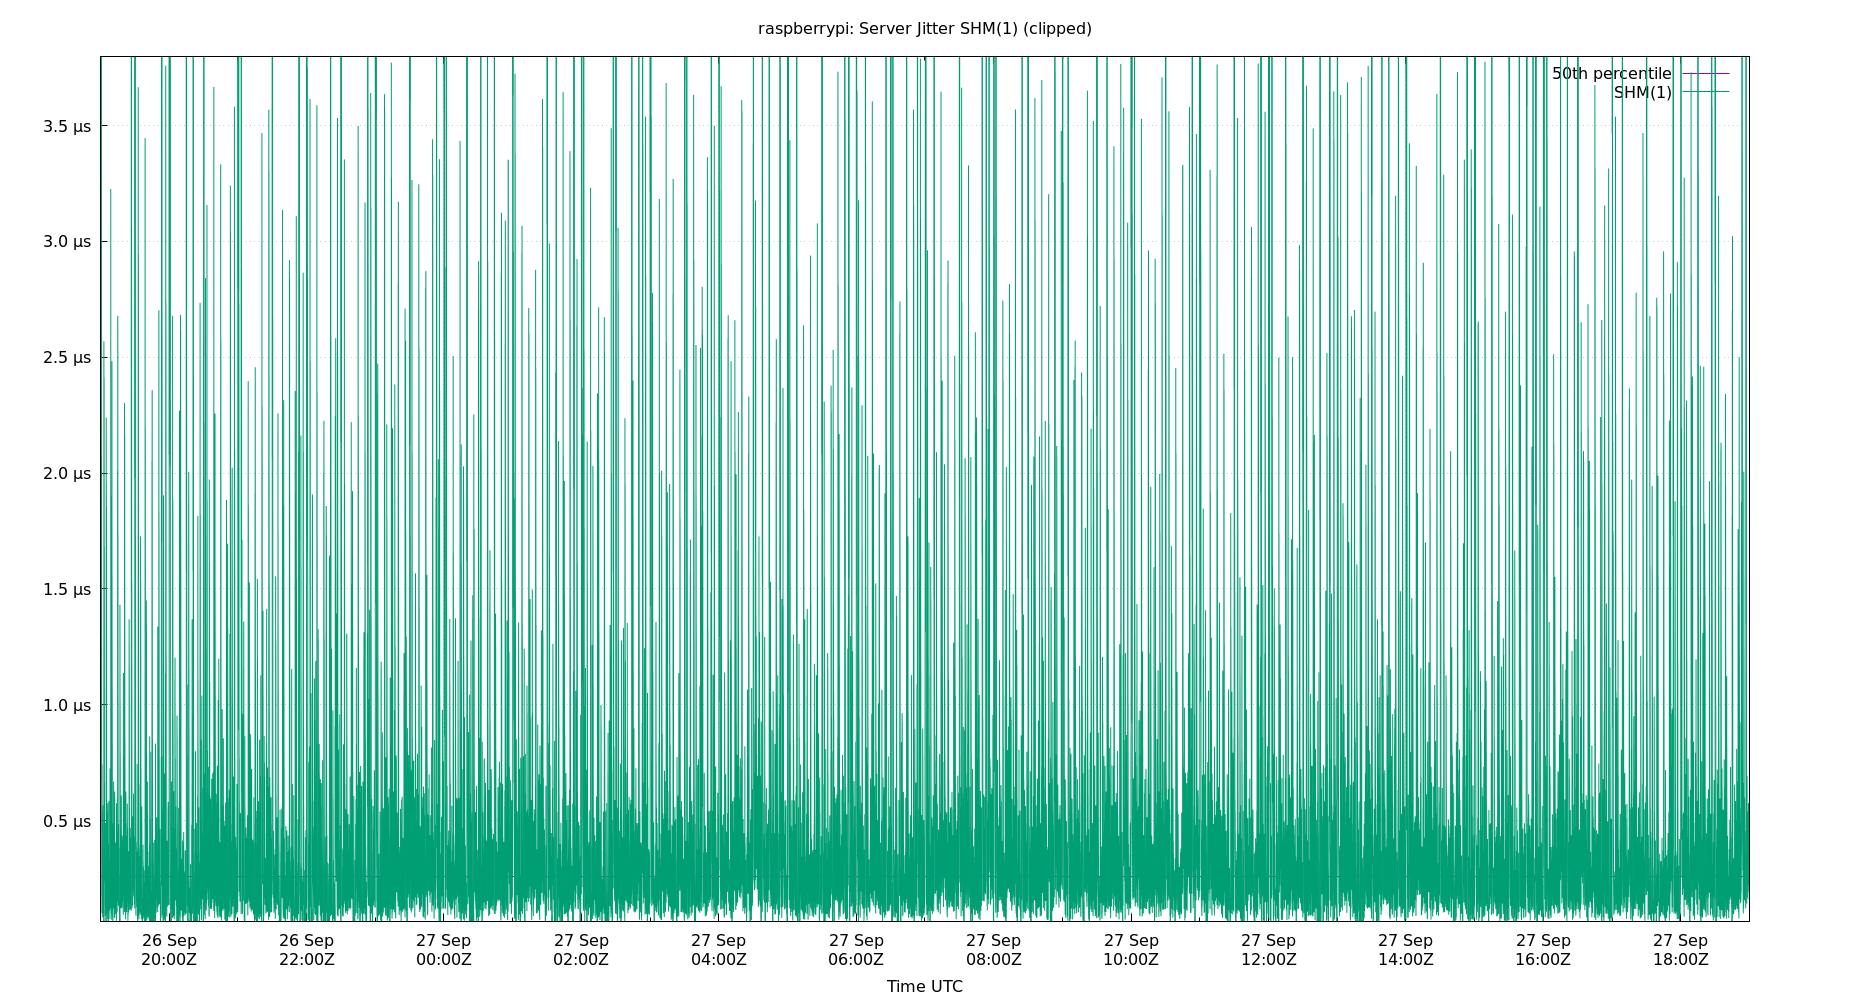 raspberrypi: Server Jitter SHM(1) (clipped)
50th percentile
SHM(1)
3.5 µs
3.0 µs
2.5 µs
2.0 µs
1.5 µs
1.0 µs
0.5 µs
26 Sep 26 Sep 27 Sep 27 Sep 27 Sep 27 Sep 27 Sep 27 Sep 27 Sep 27 Sep 27 Sep 27 Sep
20:00Z 22:00Z 00:00Z 02:00Z 04:00Z 06:00Z 08:00Z 10:00Z 12:00Z 14:00Z 16:00Z 18:00Z
Time UTC